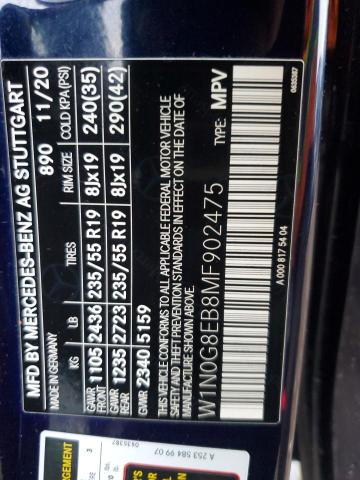 MFD BY MERCEDES-BENZ AG STUTTGART
MADE IN GERMANY 890 11/20
KG LB TIRES RIM SIZE COLD KPA(PSI)
GAWR FRONT 1105 2436 235/55 R19 8Jx19 240(35)
GAWR REAR 1235 2723 235/55 R19 8Jx19 290(42)
GVWR 2340 5159
THIS VEHICLE CONFORMS TO ALL APPLICABLE FEDERAL MOTOR VEHICLE
SAFETY, BUMPER, AND THEFT PREVENTION STANDARDS IN EFFECT ON THE DATE OF
MANUFACTURE SHOWN ABOVE.
W1N0G8EB8MF902475
TYPE: MPV
A 000 817 54 04
A 253 584 99 07
3